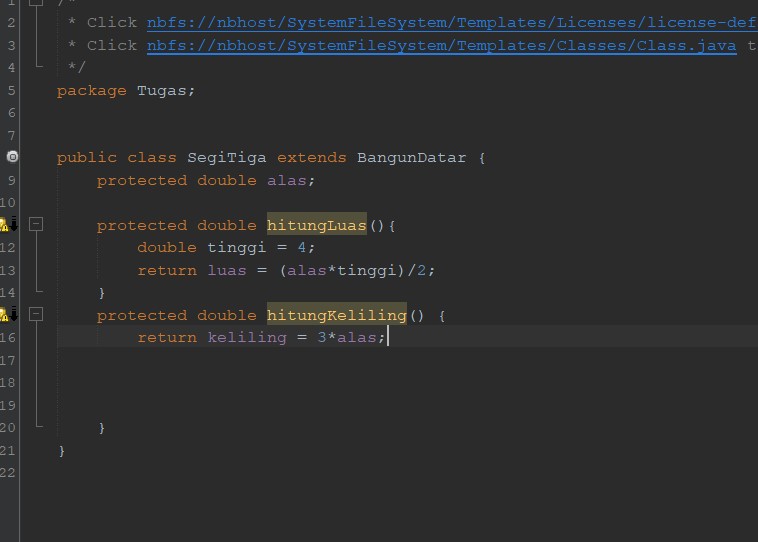 1 /*
2 * Click nbfs://nbhost/SystemFileSystem/Templates/Licenses/license-def
3 * Click nbfs://nbhost/SystemFileSystem/Templates/Classes/Class.java t
4 */
5 package Tugas;
6
7
public class SegiTiga extends BangunDatar {
9 protected double alas;
10
protected double hitungLuas(){
12 double tinggi = 4;
13 return luas = (alas*tinggi)/2;
14 }
protected double hitungKeliling() {
16 return keliling = 3*alas;
17
18
19
20 }
21 }
22